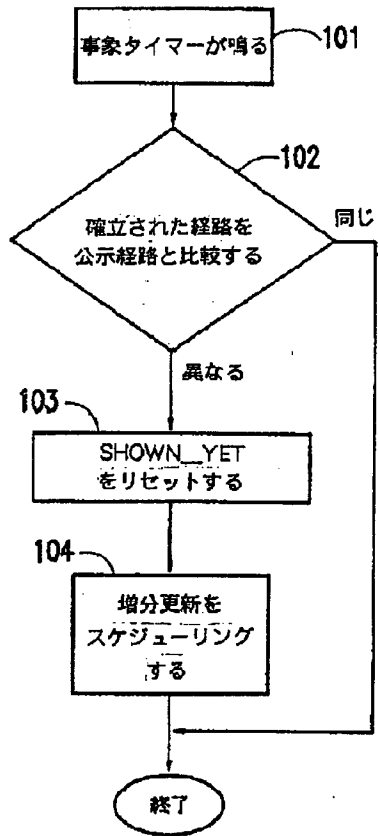 事象タイマーが鳴る
101
102
確立された経路を
公示経路と比較する
同じ
異なる
103
SHOWN_YET
をリセットする
104
増分更新を
スケジューリング
する
終了